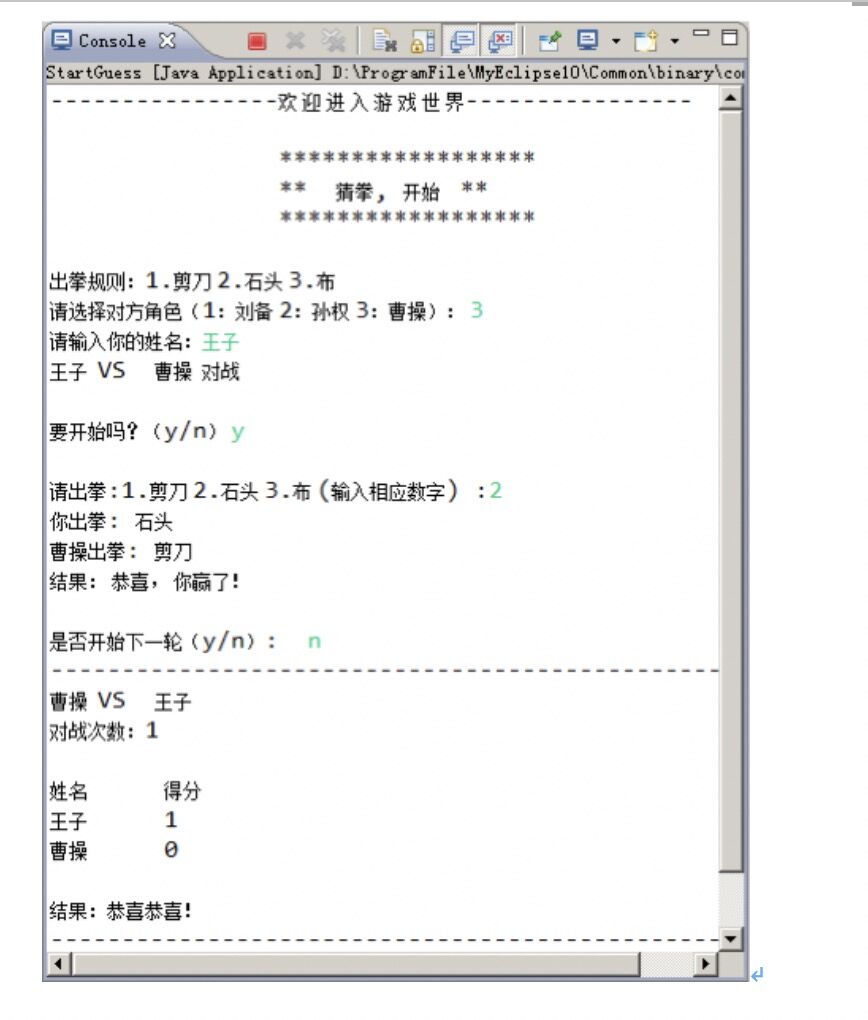 Console
StartGuess [Java Application] D:\ProgramFile\MyEclipse10\Common\binary\co
----------------欢迎进入游戏世界----------------
******************
** 猜拳, 开始 **
******************
出拳规则: 1.剪刀 2.石头 3.布
请选择对方角色（1: 刘备 2: 孙权 3: 曹操）: 3
请输入你的姓名: 王子
王子 VS 曹操 对战
要开始吗? （y/n） y
请出拳:1.剪刀 2.石头 3.布 (输入相应数字) :2
你出拳: 石头
曹操出拳: 剪刀
结果: 恭喜, 你赢了!
是否开始下一轮（y/n）: n
------------------------------------------------
曹操 VS 王子
对战次数: 1
姓名 得分
王子 1
曹操 0
结果: 恭喜恭喜!
------------------------------------------------